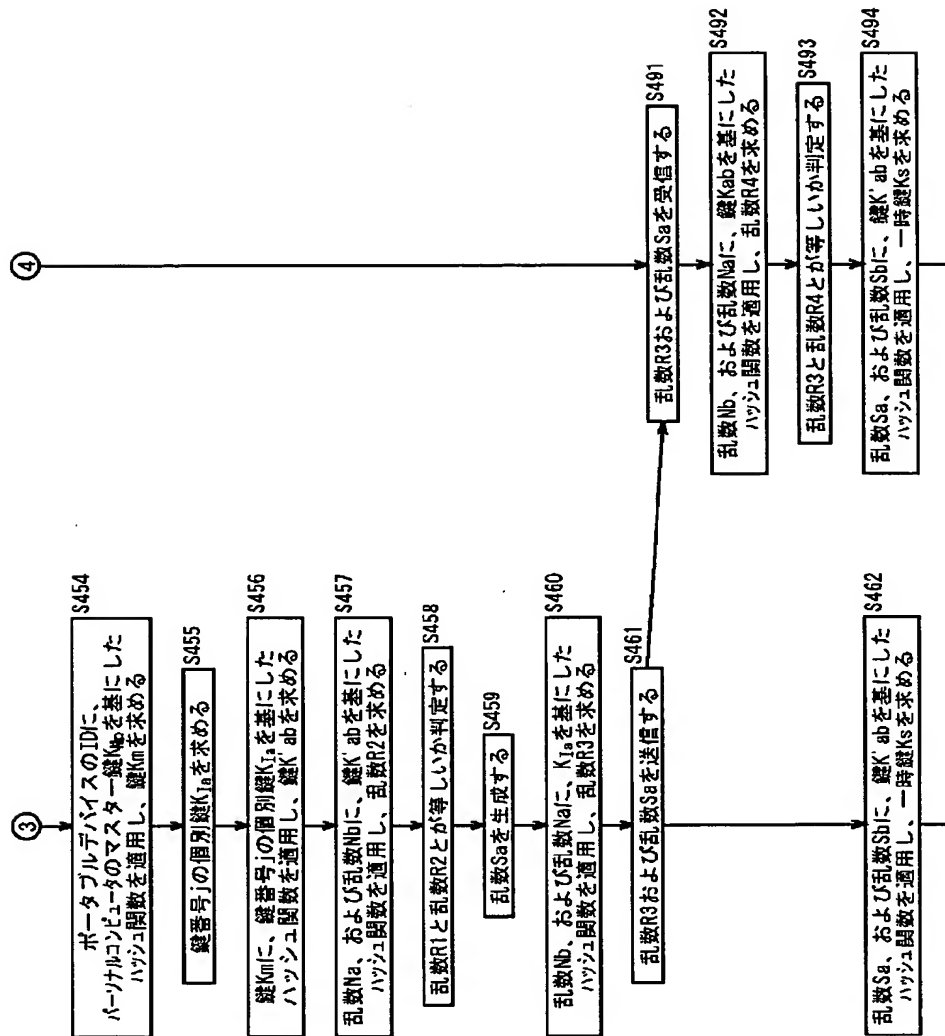 ③
S454
ポータブルデバイスのIDに、
パーソナルコンピュータのマスター鍵KMbを基にした
ハッシュ関数を適用し、鍵Kmを求める
S455
鍵番号jの個別鍵KIaを求める
S456
鍵Kmに、鍵番号jの個別鍵KIaを基にした
ハッシュ関数を適用し、鍵K'abを求める
S457
乱数Na、および乱数Nbに、鍵K'abを基にした
ハッシュ関数を適用し、乱数R2を求める
S458
乱数R1と乱数R2とが等しいか判定する
S459
乱数Saを生成する
S460
乱数Nb、および乱数Naに、KIaを基にした
ハッシュ関数を適用し、乱数R3を求める
S461
乱数R3および乱数Saを送信する
S462
乱数Sa、および乱数Sbに、鍵K'abを基にした
ハッシュ関数を適用し、一時鍵Ksを求める
④
S491
乱数R3および乱数Saを受信する
S492
乱数Nb、および乱数Naに、鍵Kabを基にした
ハッシュ関数を適用し、乱数R4を求める
S493
乱数R3と乱数R4とが等しいか判定する
S494
乱数Sa、および乱数Sbに、鍵K'abを基にした
ハッシュ関数を適用し、一時鍵Ksを求める